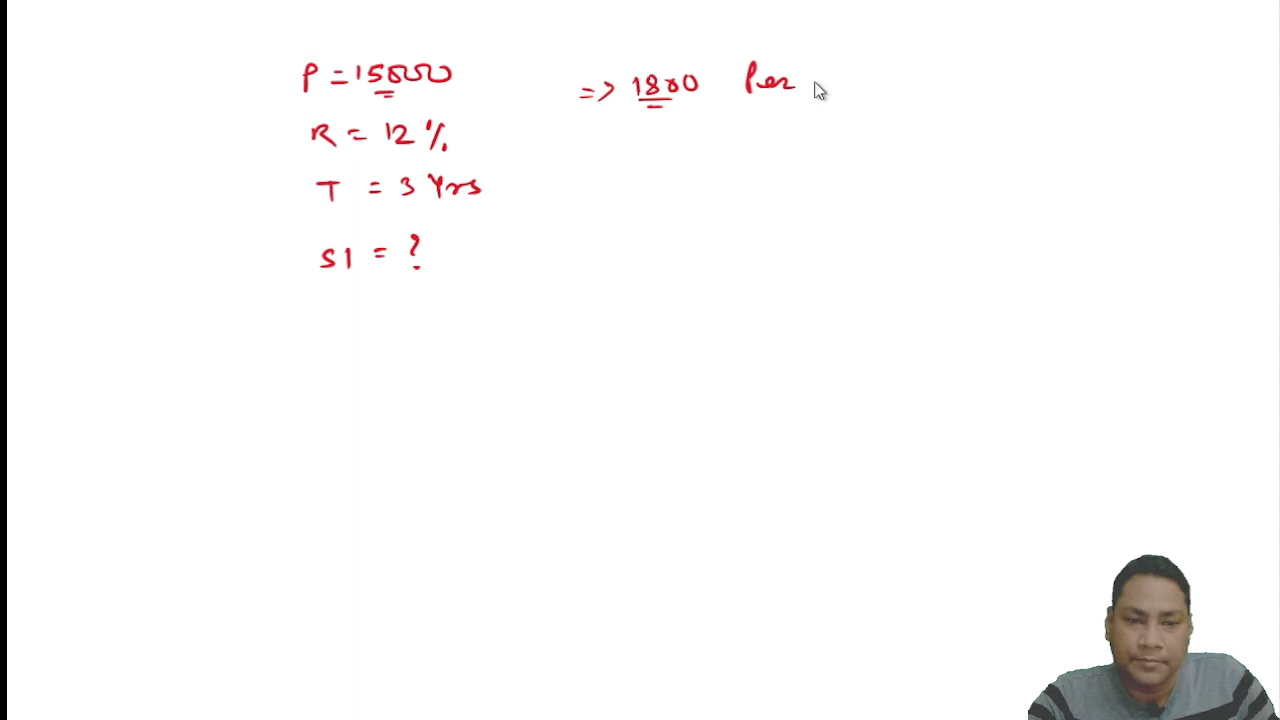 P = 15000
R = 12%
T = 3 Yrs
SI = ?
=> 1800 Per